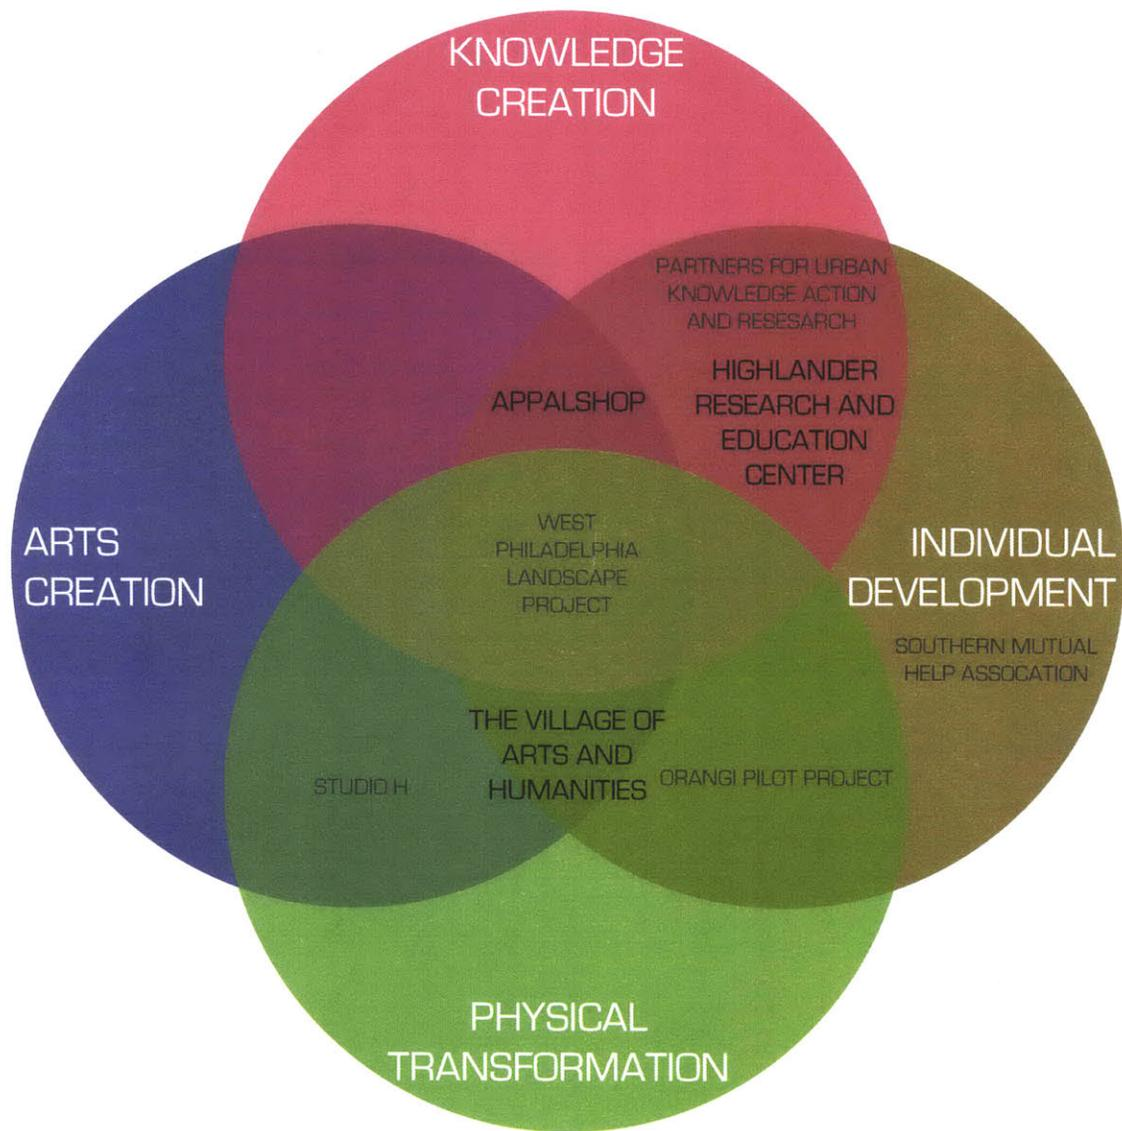 KNOWLEDGE
CREATION
PARTNERS FOR URBAN
KNOWLEDGE ACTION
AND RESESARCH
HIGHLANDER
RESEARCH AND
EDUCATION
CENTER
APPALSHOP
WEST
PHILADELPHIA
LANDSCAPE
PROJECT
ARTS
CREATION
INDIVIDUAL
DEVELOPMENT
SOUTHERN MUTUAL
HELP ASSOCATION
THE VILLAGE OF
ARTS AND
HUMANITIES
STUDIO H
ORANGI PILOT PROJECT
PHYSICAL
TRANSFORMATION